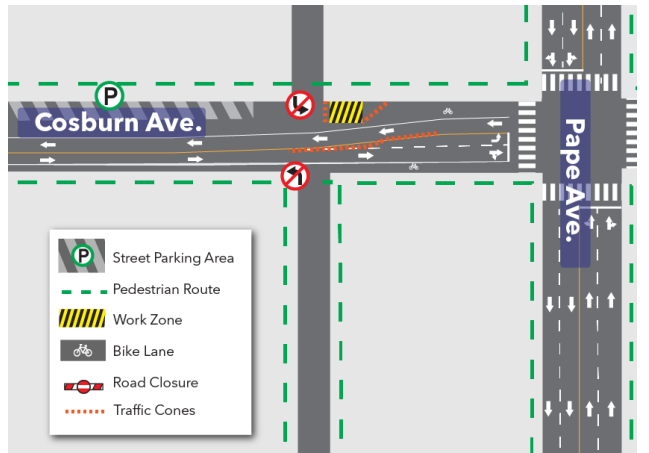 P
Cosburn Ave.
Pape Ave.
P Street Parking Area
Pedestrian Route
Work Zone
Bike Lane
Road Closure
Traffic Cones